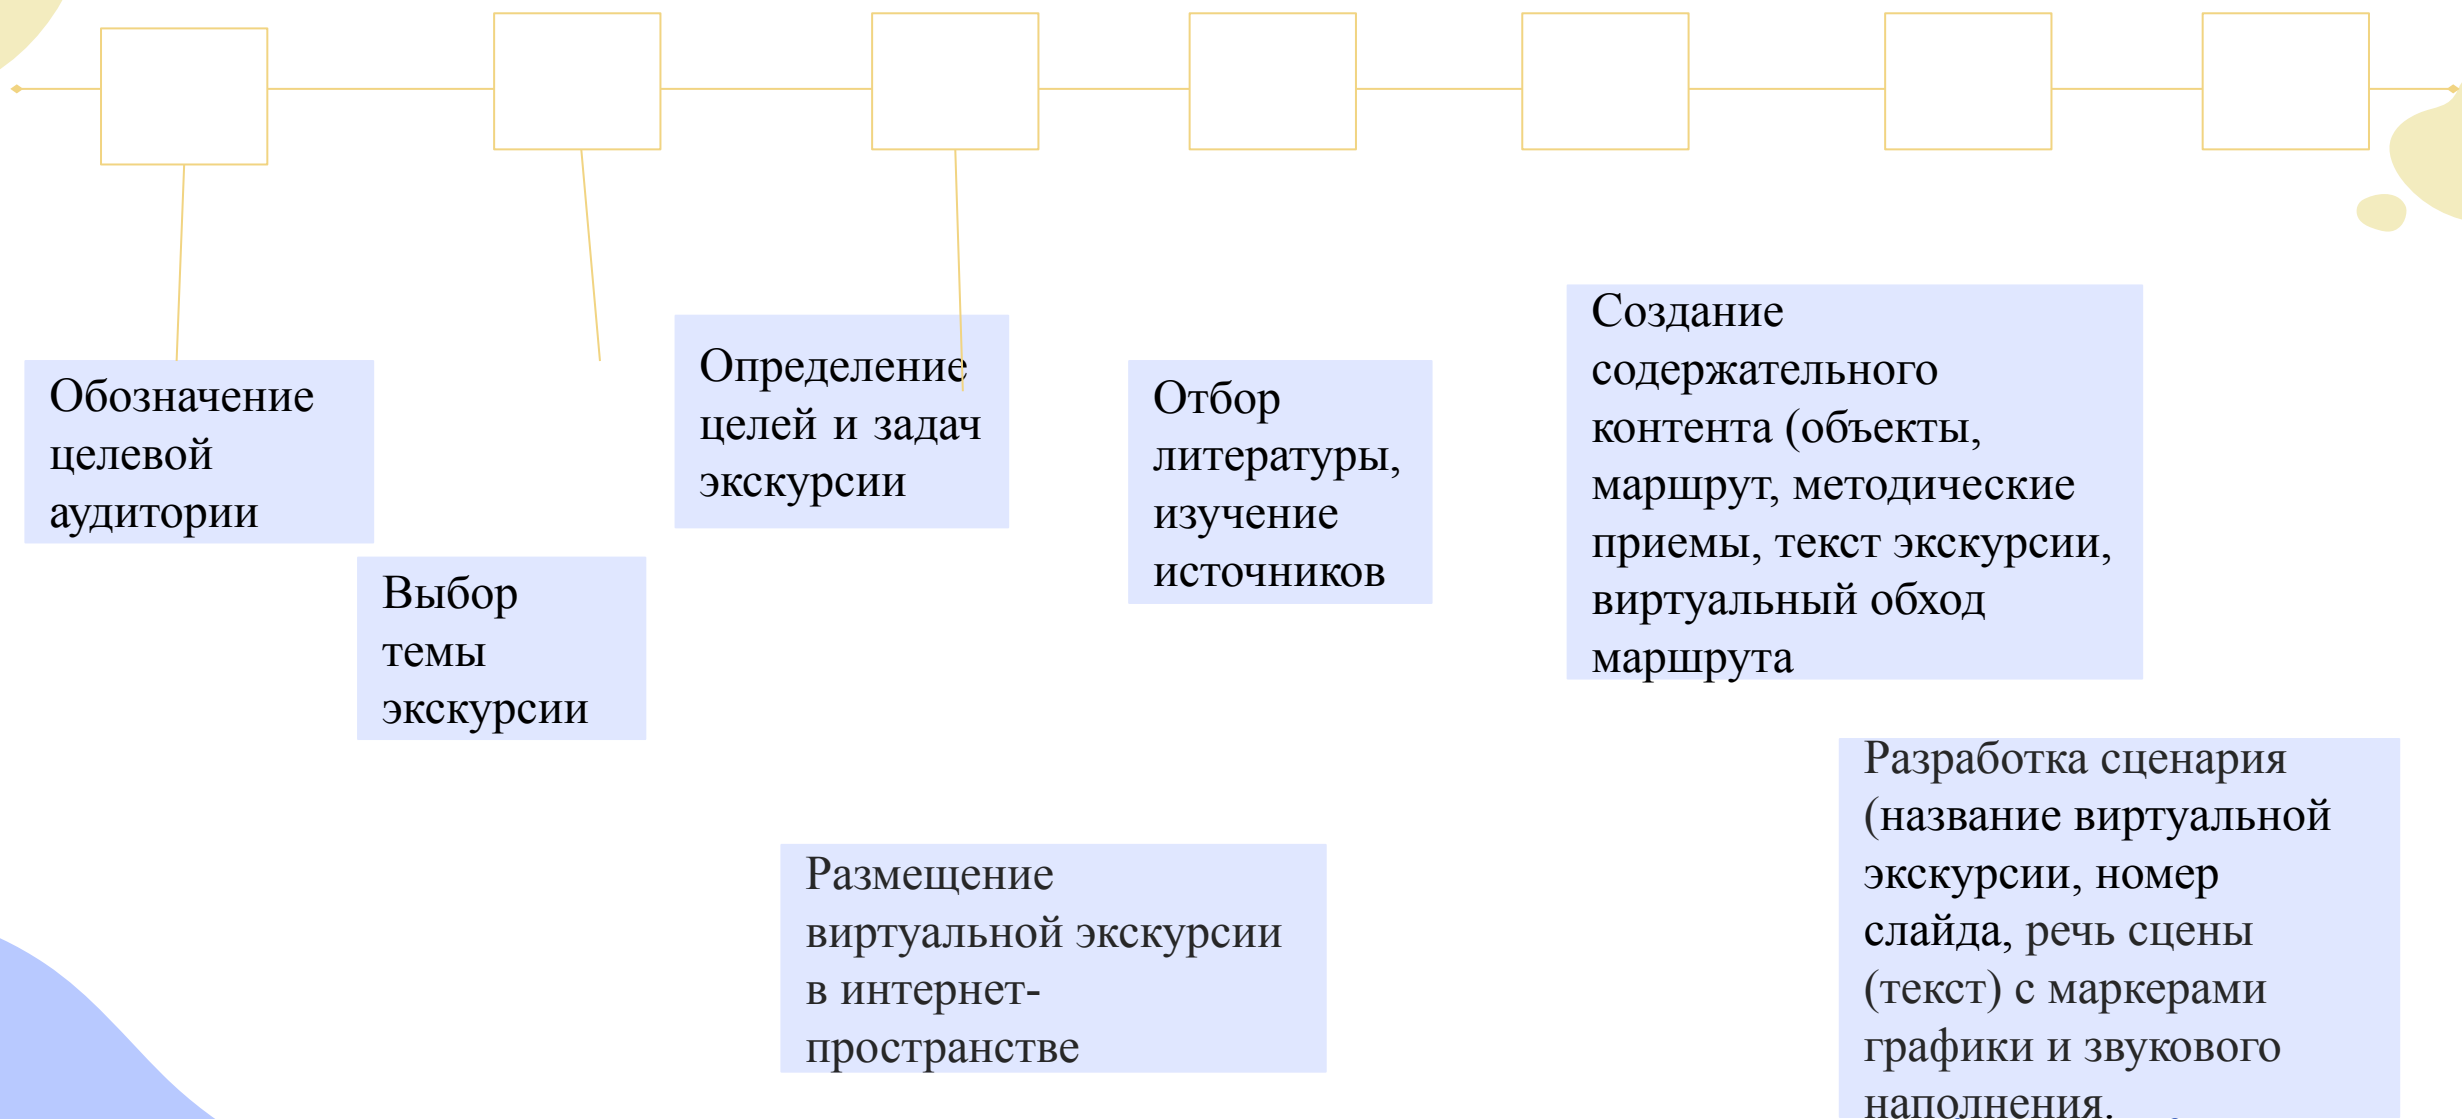 Обозначение
целевой
аудитории
Выбор
темы
экскурсии
Определение
целей и задач
экскурсии
Отбор
литературы,
изучение
источников
Создание
содержательного
контента (объекты,
маршрут, методические
приемы, текст экскурсии,
виртуальный обход
маршрута
Разработка сценария
(название виртуальной
экскурсии, номер
слайда, речь сцены
(текст) с маркерами
графики и звукового
наполнения.
Размещение
виртуальной экскурсии
в интернет-
пространстве